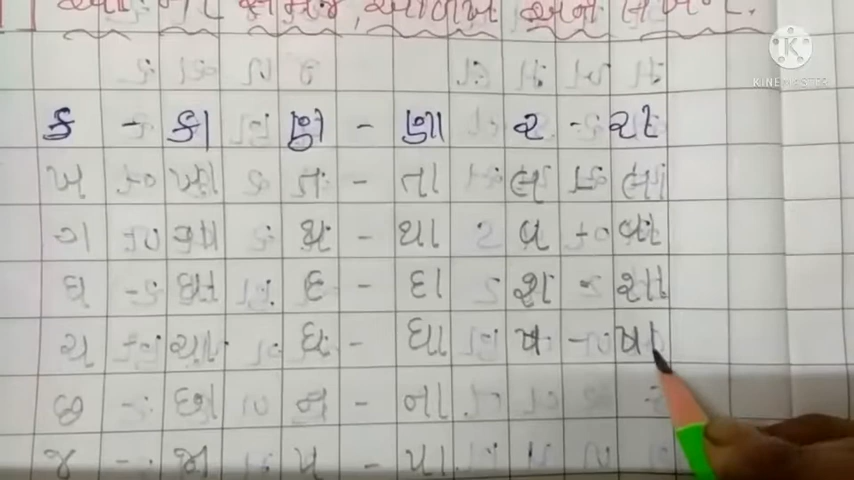 KINEMASTER
ક - કા ણ - ણા ર - રા
ખ ખા ત - તા લ લા
ગ ગા થ - થા વ - વા
ઘ - ઘા દ - દા શ - શા
ચ - ચા ધ - ધા ષ - ષા
છ - છા ન - ના
જ - જા પ - પા